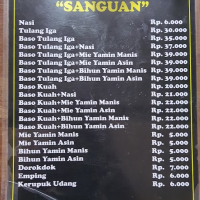 "SANGUAN"
Nasi Rp. 6.000
Tulang Iga Rp. 30.000
Baso Tulang Iga Rp. 35.000
Baso Tulang Iga+Nasi Rp. 37.000
Baso Tulang Iga+Mie Yamin Manis Rp. 39.000
Baso Tulang Iga+Mie Yamin Asin Rp. 39.000
Baso Tulang Iga+Bihun Yamin Manis Rp. 39.000
Baso Tulang Iga+Bihun Yamin Asin Rp. 39.000
Baso Kuah Rp. 20.000
Baso Kuah+Nasi Rp. 21.000
Baso Kuah+Mie Yamin Manis Rp. 22.000
Baso Kuah+Mie Yamin Asin Rp. 22.000
Baso Kuah+Bihun Yamin Manis Rp. 22.000
Baso Kuah+Bihun Yamin Asin Rp. 22.000
Mie Yamin Manis Rp. 5.000
Mie Yamin Asin Rp. 5.000
Bihun Yamin Manis Rp. 5.000
Bihun Yamin Asin Rp. 5.000
Dorokdok Rp. 7.000
Emping Rp. 6.000
Kerupuk Udang Rp. 6.000